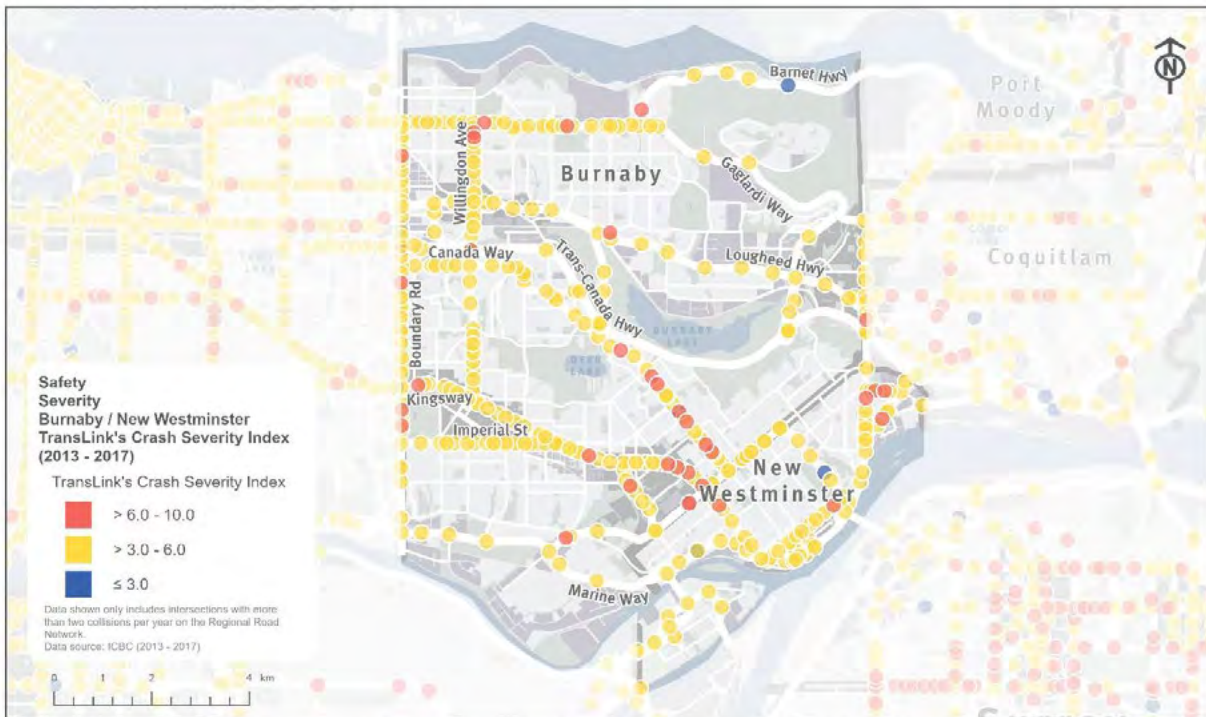 Barnet Hwy
N
Port
Moody
Willingdon Ave
Burnaby
Gaglardi Way
Canada Way
Trans-Canada Hwy
Lougheed Hwy
Coquitlam
Boundary Rd
BURNABY
LAKE
DEER
LAKE
Kingsway
Imperial St
New
Westminster
Marine Way
Safety
Severity
Burnaby / New Westminster
TransLink's Crash Severity Index
(2013 - 2017)
TransLink's Crash Severity Index
> 6.0 - 10.0
> 3.0 - 6.0
≤ 3.0
Data shown only includes intersections with more
than two collisions per year on the Regional Road
Network.
Data source: ICBC (2013 - 2017)
0 1 2 4 km